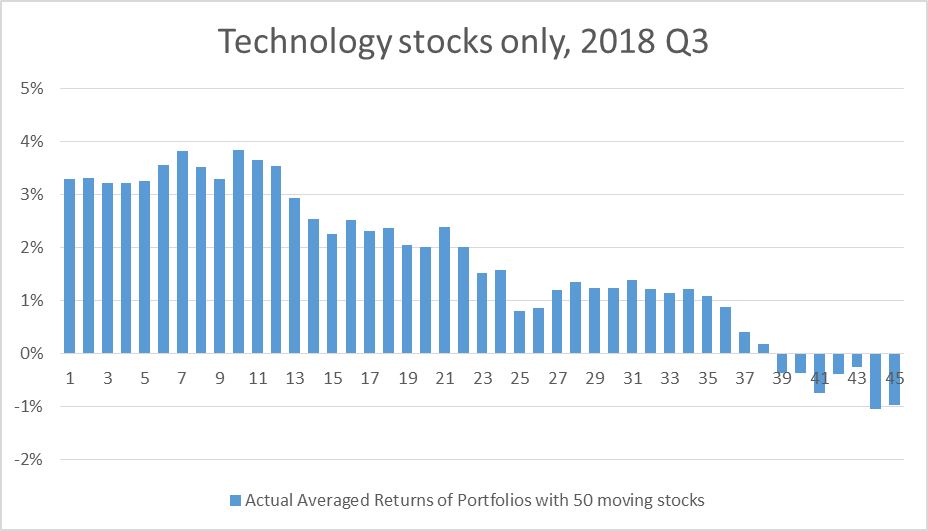 Technology stocks only, 2018 Q3
5%
4%
3%
2%
1%
0%
1 3 5 7 9 11 13 15 17 19 21 23 25 27 29 31 33 35 37 39 41 43 45
-1%
-2%
Actual Averaged Returns of Portfolios with 50 moving stocks